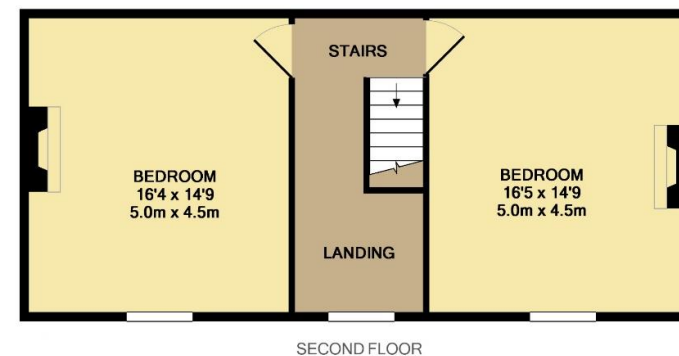 STAIRS
BEDROOM
16'4 x 14'9
5.0m x 4.5m
BEDROOM
16'5 x 14'9
5.0m x 4.5m
LANDING
SECOND FLOOR